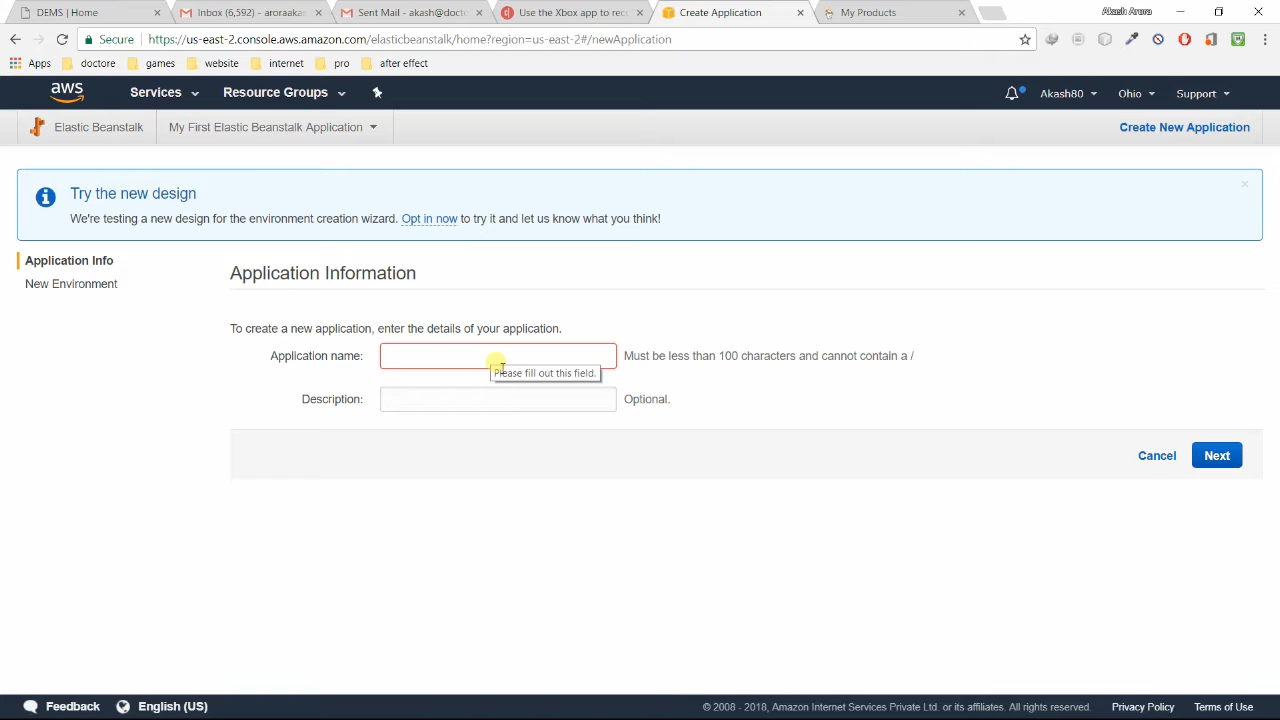 DEMS | Home
Inbox (6,592) - aroraakas
Sent Mail - akash@docto
Use the Xbox app to reco
Create Application
My Products
Akash Arora
Secure
https://us-east-2.console.aws.amazon.com/elasticbeanstalk/home?region=us-east-2#/newApplication
Apps
doctore
games
website
internet
pro
after effect
aws
Services
Resource Groups
Akash80
Ohio
Support
Elastic Beanstalk
My First Elastic Beanstalk Application
Create New Application
Try the new design
We're testing a new design for the environment creation wizard. Opt in now to try it and let us know what you think!
Application Info
New Environment
Application Information
To create a new application, enter the details of your application.
Application name:
Must be less than 100 characters and cannot contain a /
Please fill out this field.
Description:
Optional.
Cancel
Next
Feedback
English (US)
© 2008 - 2018, Amazon Internet Services Private Ltd. or its affiliates. All rights reserved.
Privacy Policy
Terms of Use